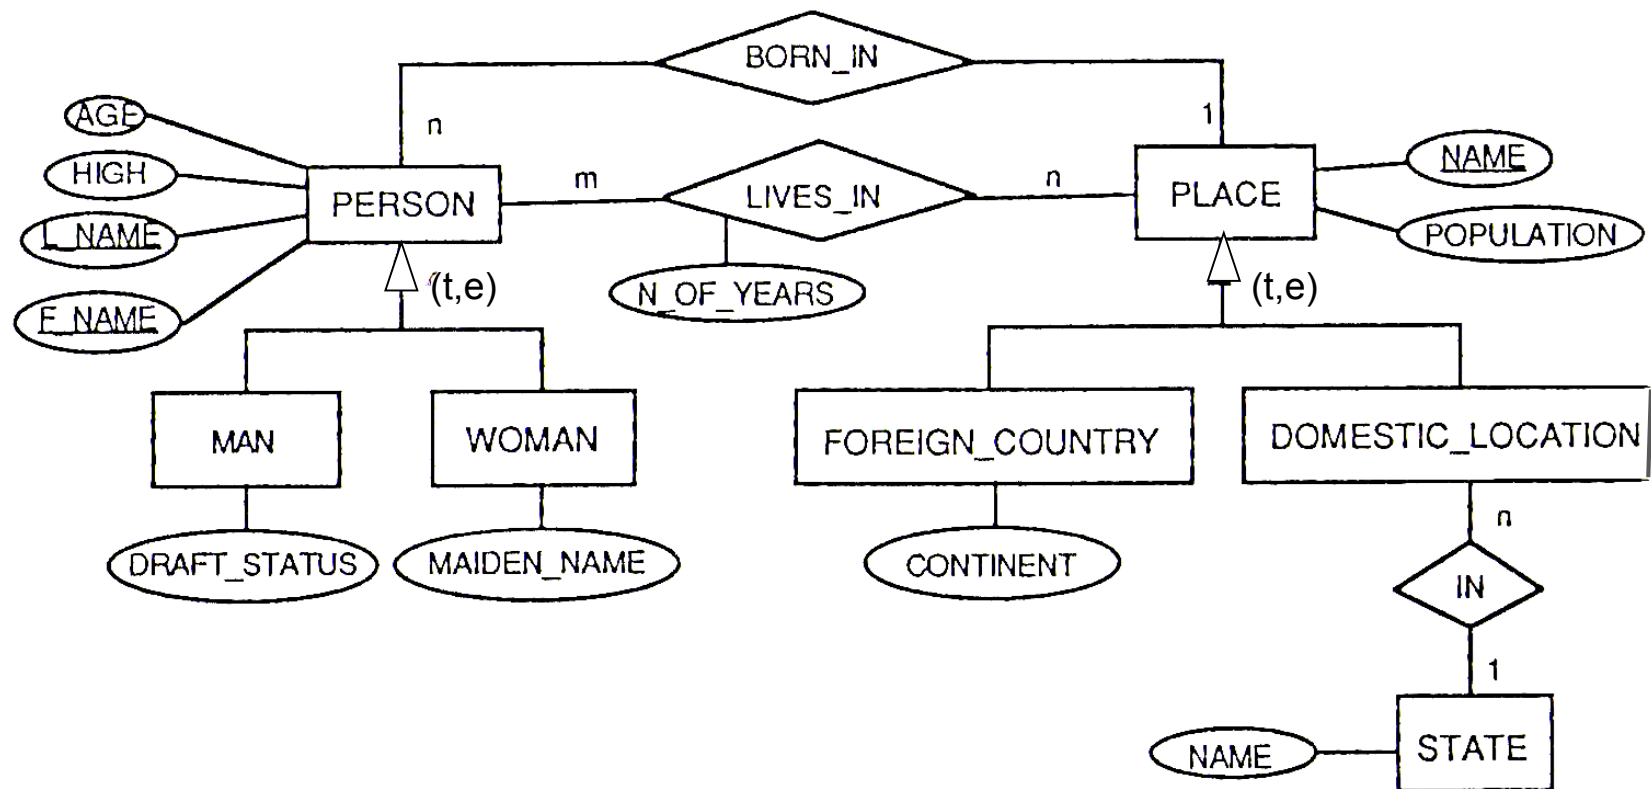 BORN_IN
AGE
n
1
HIGH
PERSON
m
LIVES_IN
n
PLACE
NAME
L_NAME
POPULATION
F_NAME
(t,e)
N_OF_YEARS
(t,e)
MAN
WOMAN
FOREIGN_COUNTRY
DOMESTIC_LOCATION
DRAFT_STATUS
MAIDEN_NAME
CONTINENT
n
IN
1
NAME
STATE